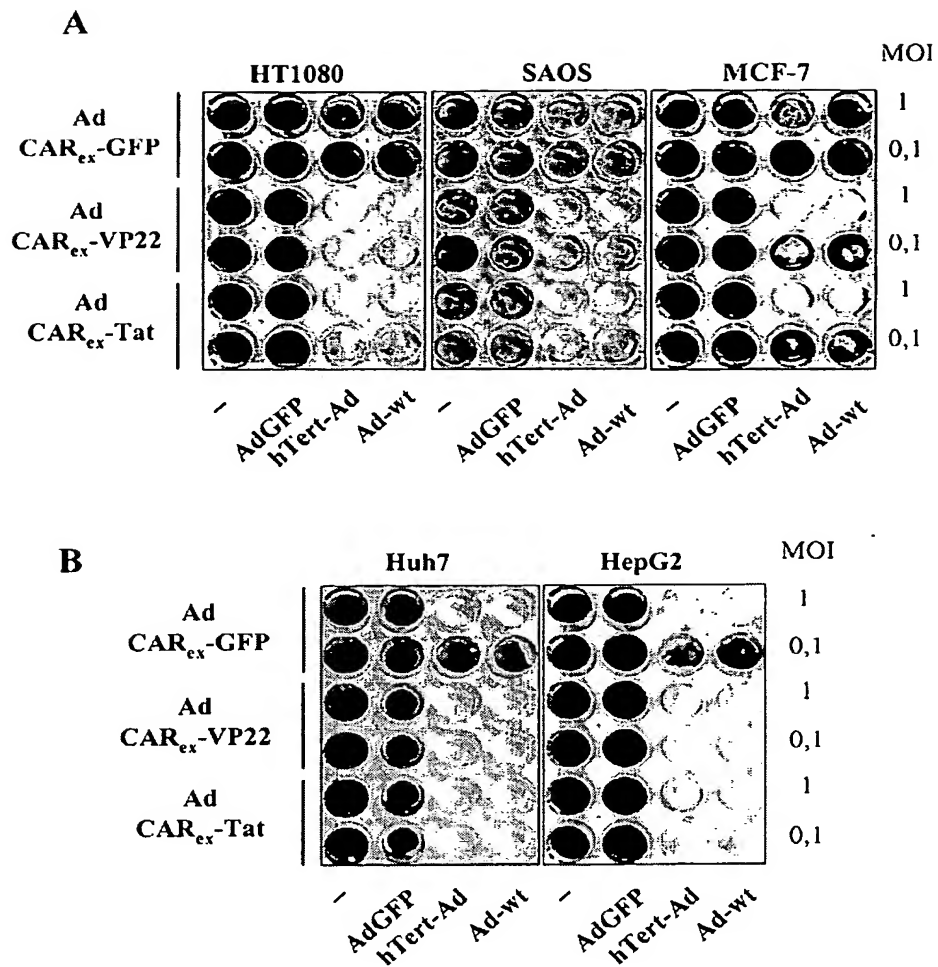 A
HT1080 SAOS MCF-7 MOI
Ad
CARex-GFP
1
0,1
Ad
CARex-VP22
1
0,1
Ad
CARex-Tat
1
0,1
– AdGFP hTert-Ad Ad-wt – AdGFP hTert-Ad Ad-wt – AdGFP hTert-Ad Ad-wt
B
Huh7 HepG2 MOI
Ad
CARex-GFP
1
0,1
Ad
CARex-VP22
1
0,1
Ad
CARex-Tat
1
0,1
– AdGFP hTert-Ad Ad-wt – AdGFP hTert-Ad Ad-wt